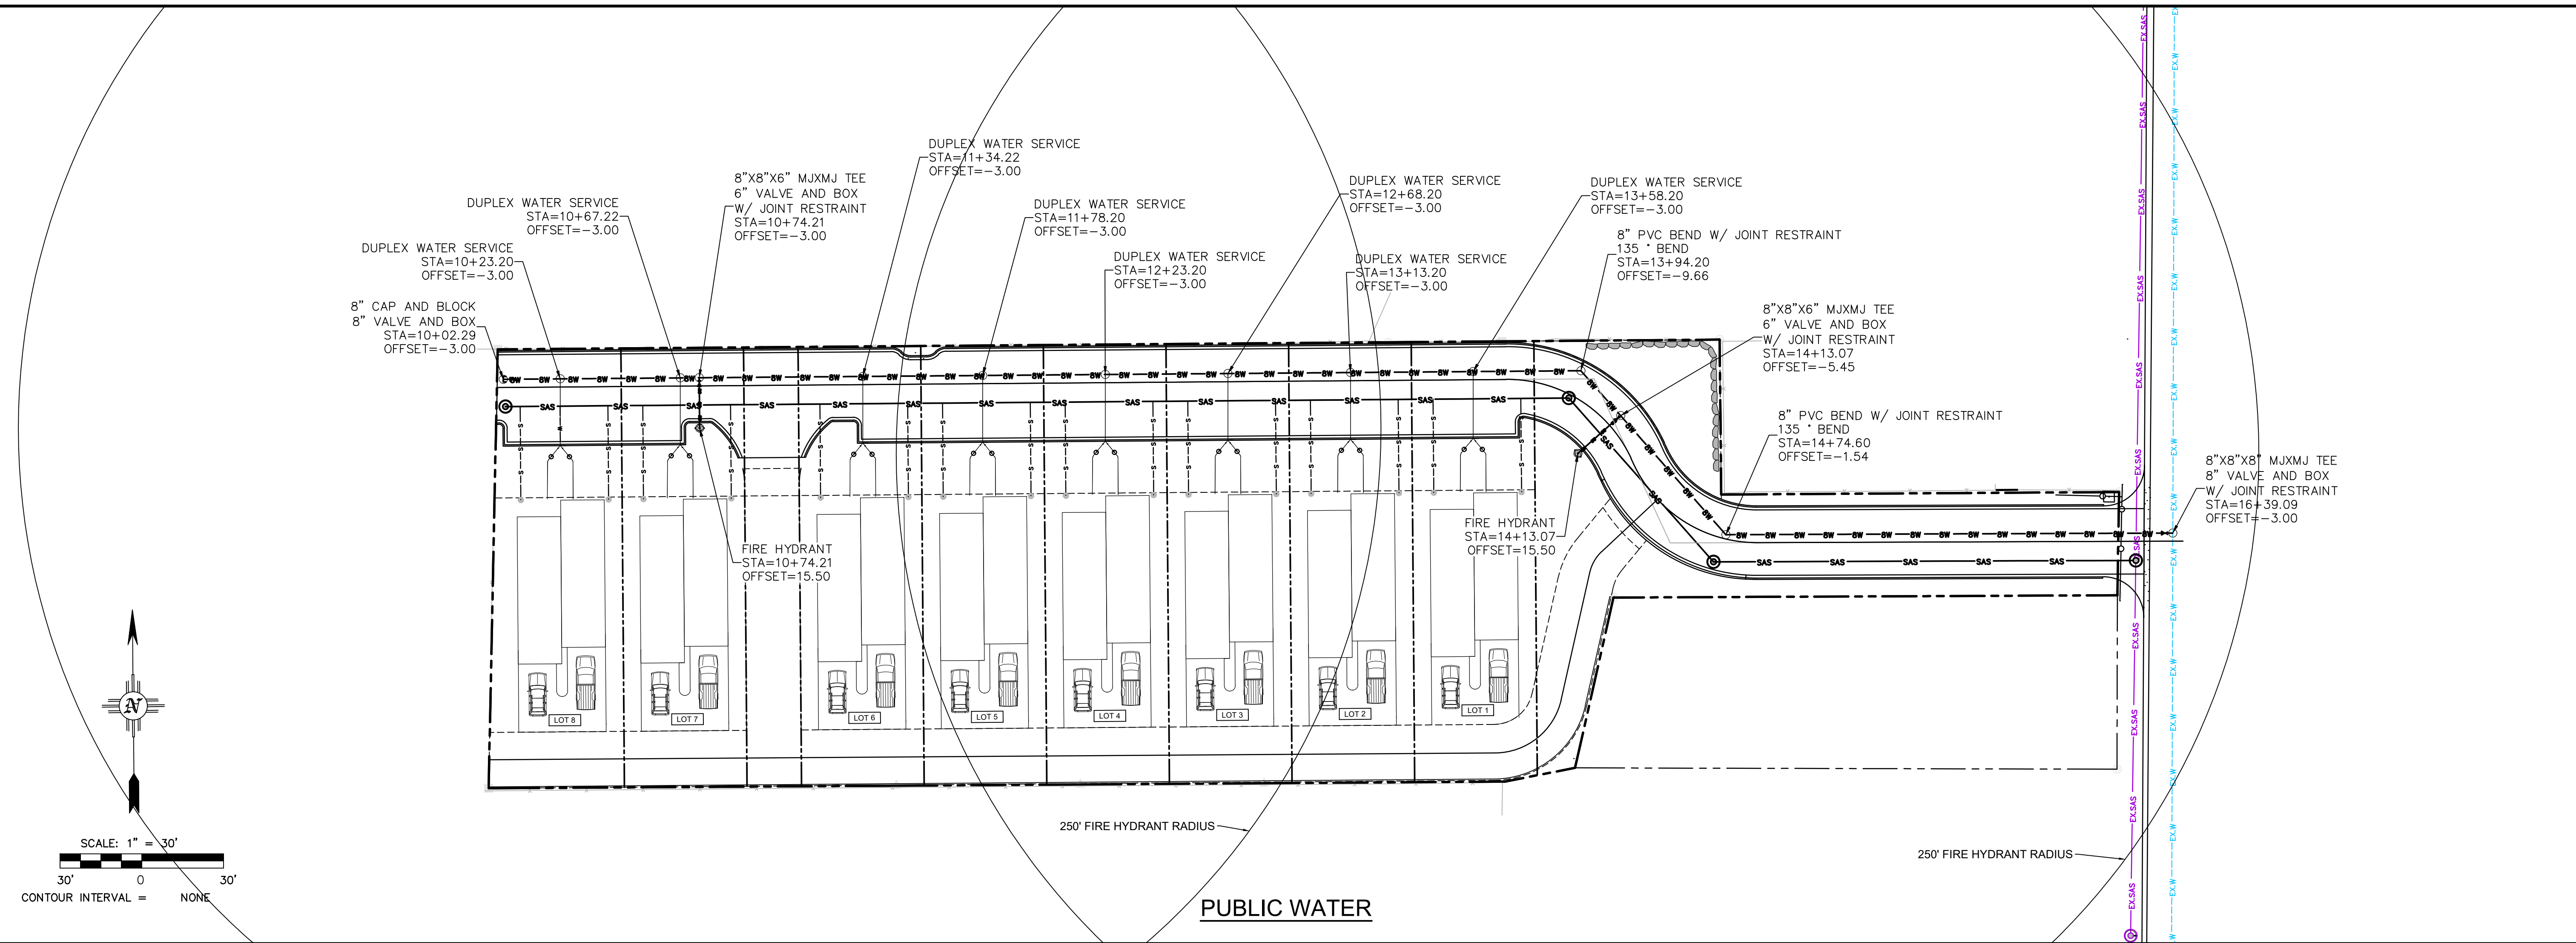 DUPLEX WATER SERVICE
STA=11+34.22
OFFSET=-3.00
8"X8"X6" MJXMJ TEE
6" VALVE AND BOX
W/ JOINT RESTRAINT
STA=10+74.21
OFFSET=-3.00
DUPLEX WATER SERVICE
STA=10+67.22
OFFSET=-3.00
DUPLEX WATER SERVICE
STA=10+23.20
OFFSET=-3.00
8" CAP AND BLOCK
8" VALVE AND BOX
STA=10+02.29
OFFSET=-3.00
DUPLEX WATER SERVICE
STA=11+78.20
OFFSET=-3.00
DUPLEX WATER SERVICE
STA=12+23.20
OFFSET=-3.00
DUPLEX WATER SERVICE
STA=12+68.20
OFFSET=-3.00
DUPLEX WATER SERVICE
STA=13+13.20
OFFSET=-3.00
DUPLEX WATER SERVICE
STA=13+58.20
OFFSET=-3.00
8" PVC BEND W/ JOINT RESTRAINT
135 ° BEND
STA=13+94.20
OFFSET=-9.66
8"X8"X6" MJXMJ TEE
6" VALVE AND BOX
W/ JOINT RESTRAINT
STA=14+13.07
OFFSET=-5.45
8" PVC BEND W/ JOINT RESTRAINT
135 ° BEND
STA=14+74.60
OFFSET=-1.54
8"X8"X8" MJXMJ TEE
8" VALVE AND BOX
W/ JOINT RESTRAINT
STA=16+39.09
OFFSET=-3.00
FIRE HYDRANT
STA=10+74.21
OFFSET=15.50
FIRE HYDRANT
STA=14+13.07
OFFSET=15.50
8W
SAS
S
EX.SAS
EX.W
LOT 8
LOT 7
LOT 6
LOT 5
LOT 4
LOT 3
LOT 2
LOT 1
N
250' FIRE HYDRANT RADIUS
250' FIRE HYDRANT RADIUS
SCALE: 1" = 30'
30' 0 30'
CONTOUR INTERVAL = NONE
PUBLIC WATER